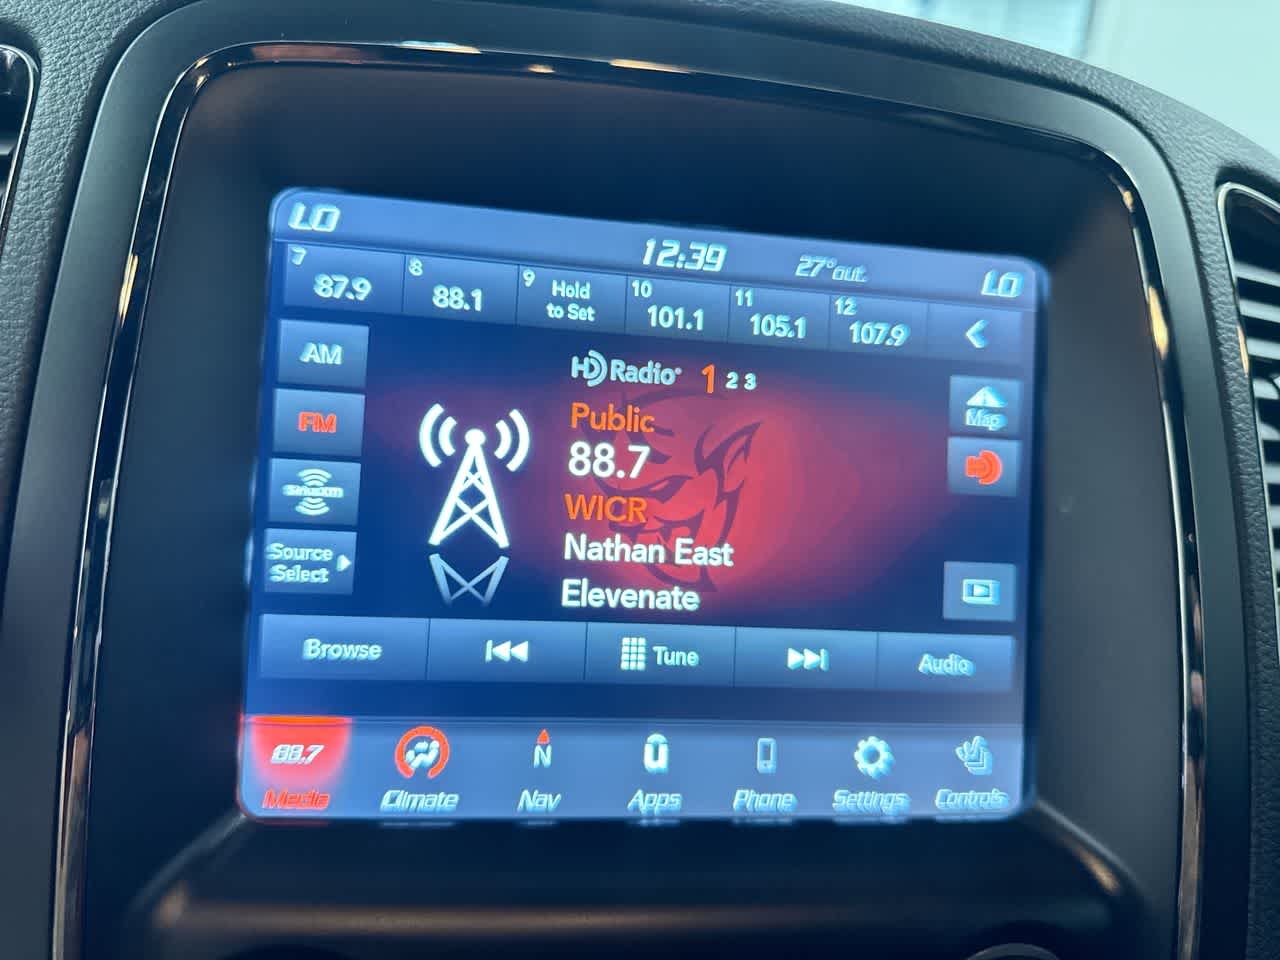 LO 12:39 27° out. LO
7 87.9 8 88.1 9 Hold to Set 10 101.1 11 105.1 12 107.9
AM
HD Radio 1 2 3
Map
FM
Public
88.7
siriusxm
WICR
Source Select
Nathan East
Elevenate
Browse Tune Audio
88.7 N
Media Climate Nav Apps Phone Settings Controls